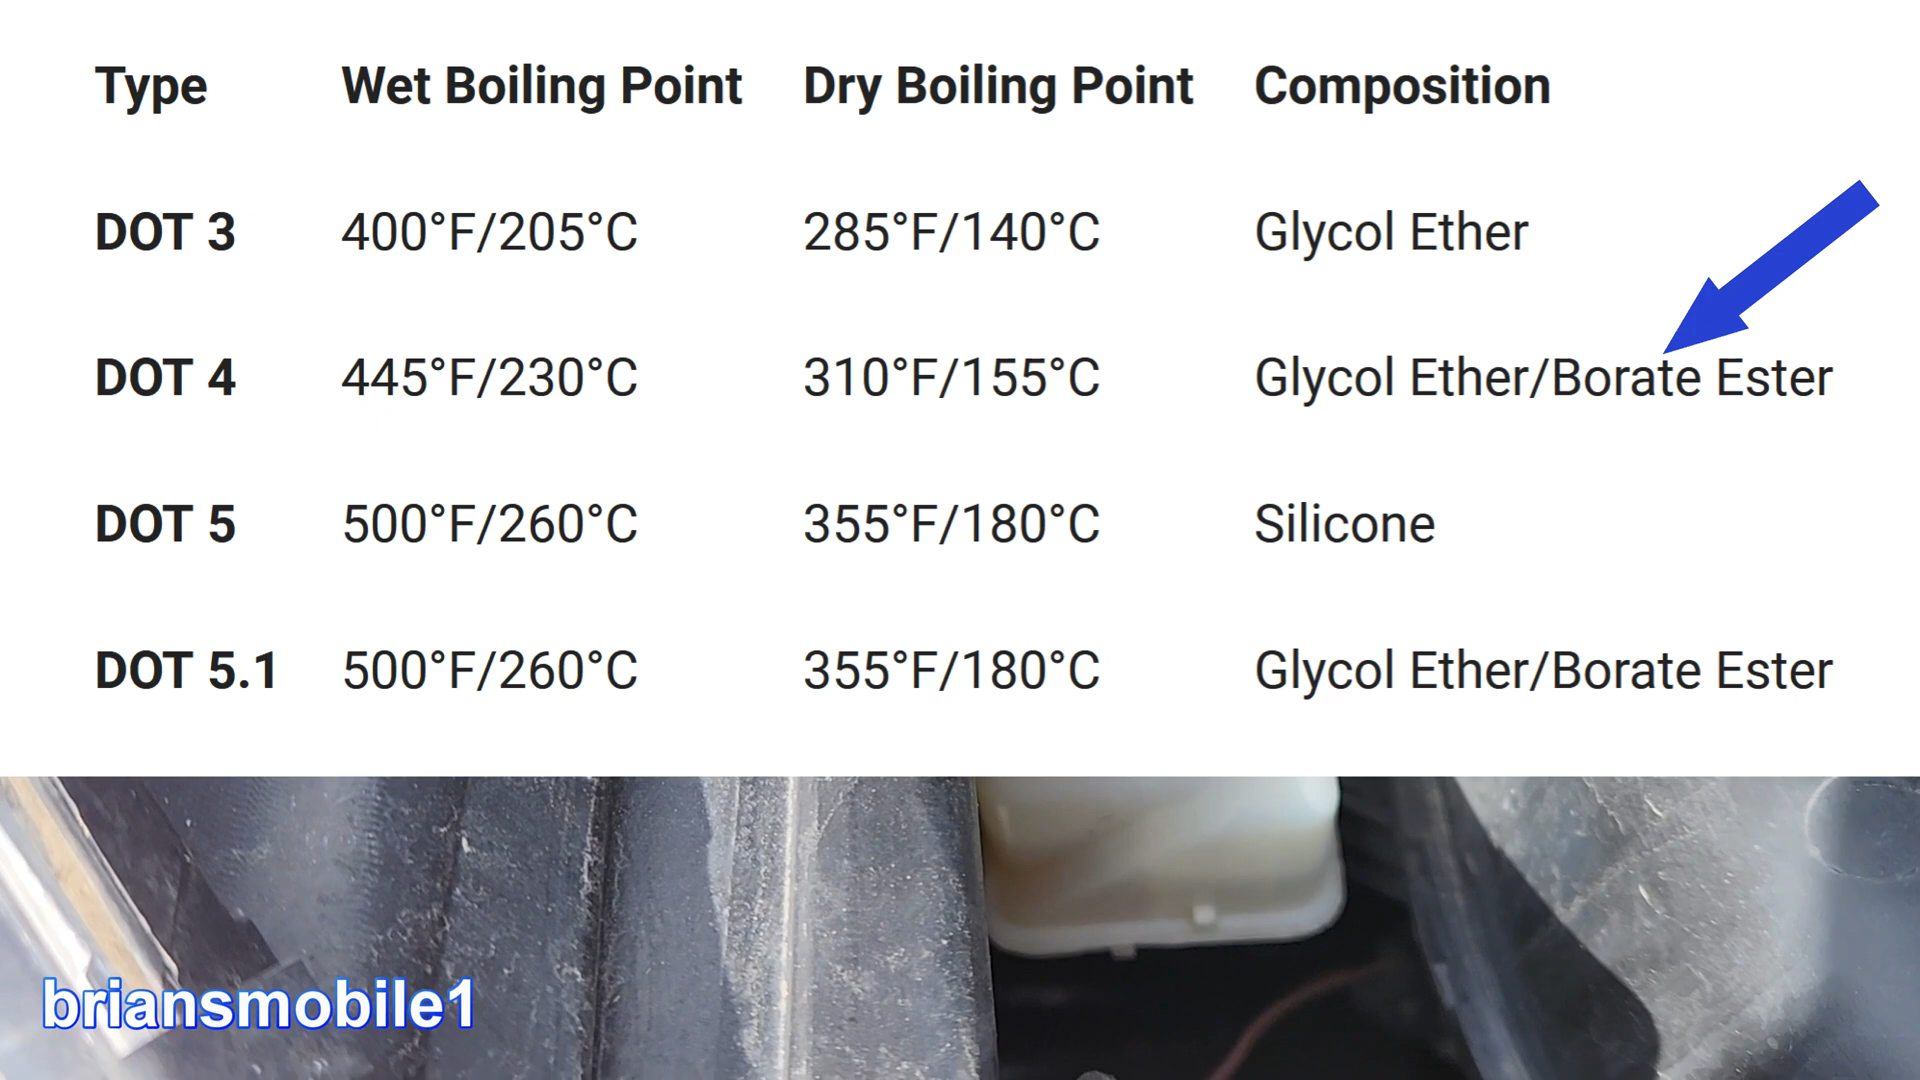 Type Wet Boiling Point Dry Boiling Point Composition
DOT 3 400°F/205°C 285°F/140°C Glycol Ether
DOT 4 445°F/230°C 310°F/155°C Glycol Ether/Borate Ester
DOT 5 500°F/260°C 355°F/180°C Silicone
DOT 5.1 500°F/260°C 355°F/180°C Glycol Ether/Borate Ester
briansmobile1